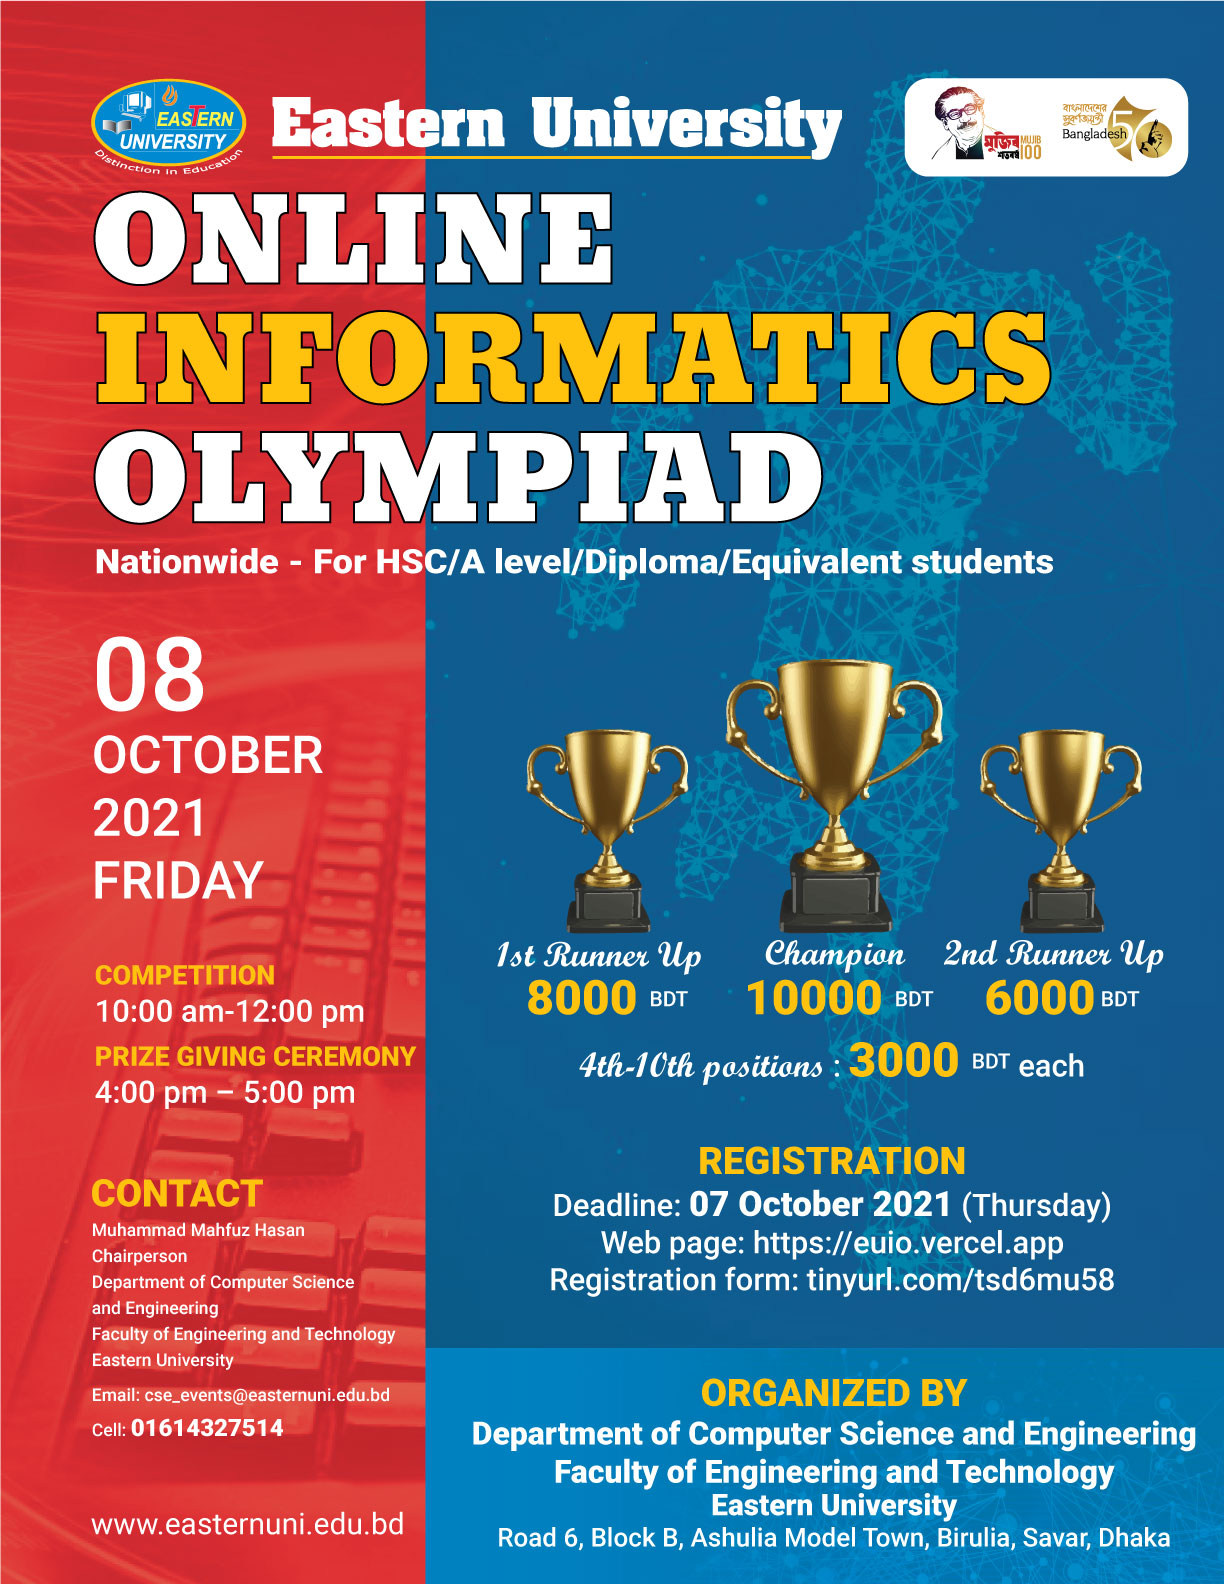 EASTERN
UNIVERSITY
Distinction in Education
Eastern University
মুজিব
শতবর্ষ
MUJIB
100
বাংলাদেশের
সুবর্ণজয়ন্তী
Bangladesh
50
ONLINE
INFORMATICS
OLYMPIAD
Nationwide - For HSC/A level/Diploma/Equivalent students
08
OCTOBER
2021
FRIDAY
COMPETITION
10:00 am-12:00 pm
PRIZE GIVING CEREMONY
4:00 pm – 5:00 pm
1st Runner Up
8000 BDT
Champion
10000 BDT
2nd Runner Up
6000 BDT
4th-10th positions : 3000 BDT each
CONTACT
Muhammad Mahfuz Hasan
Chairperson
Department of Computer Science
and Engineering
Faculty of Engineering and Technology
Eastern University
Email: cse_events@easternuni.edu.bd
Cell: 01614327514
www.easternuni.edu.bd
REGISTRATION
Deadline: 07 October 2021 (Thursday)
Web page: https://euio.vercel.app
Registration form: tinyurl.com/tsd6mu58
ORGANIZED BY
Department of Computer Science and Engineering
Faculty of Engineering and Technology
Eastern University
Road 6, Block B, Ashulia Model Town, Birulia, Savar, Dhaka